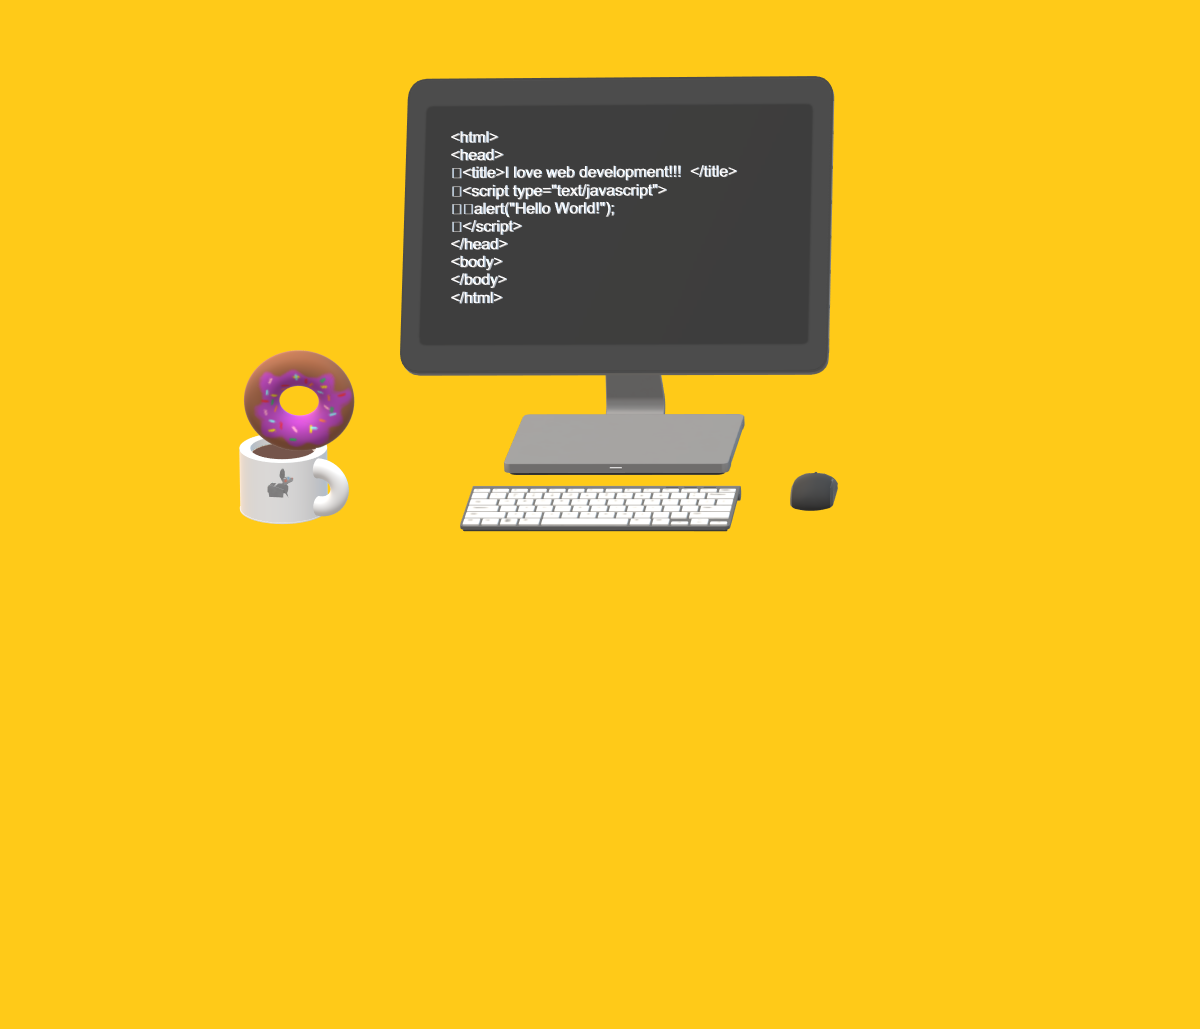 <html>
<head>
□<title>I love web development!!!  </title>
□<script type="text/javascript">
□□alert("Hello World!");
□</script>
</head>
<body>
</body>
</html>